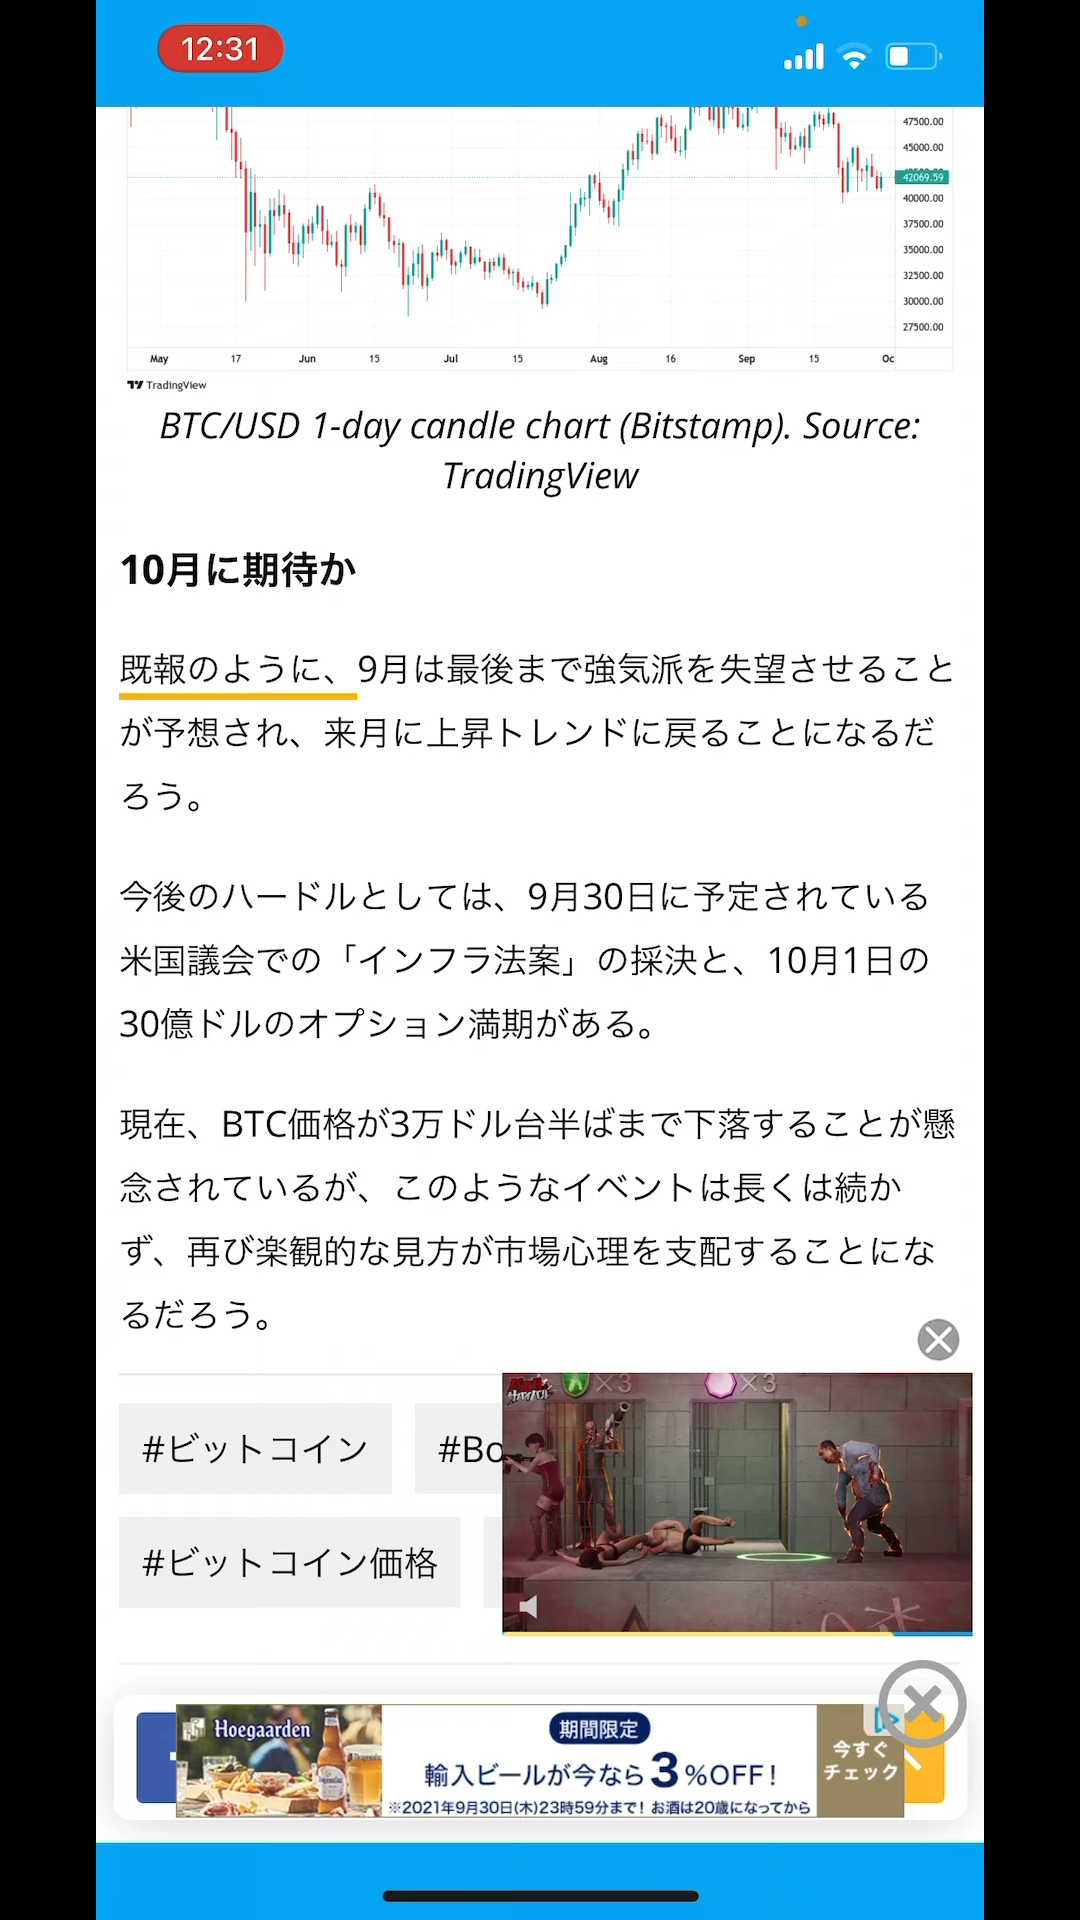 12:31
47500.00
45000.00
42069.59
40000.00
37500.00
35000.00
32500.00
30000.00
27500.00
May 17 Jun 15 Jul 15 Aug 16 Sep 15 Oc
TradingView
BTC/USD 1-day candle chart (Bitstamp). Source:
TradingView
10月に期待か
既報のように、9月は最後まで強気派を失望させること
が予想され、来月に上昇トレンドに戻ることになるだ
ろう。
今後のハードルとしては、9月30日に予定されている
米国議会での「インフラ法案」の採決と、10月1日の
30億ドルのオプション満期がある。
現在、BTC価格が3万ドル台半ばまで下落することが懸
念されているが、このようなイベントは長くは続か
ず、再び楽観的な見方が市場心理を支配することにな
るだろう。
×3 ×3
#ビットコイン #Bo
#ビットコイン価格
Hoegaarden
期間限定
輸入ビールが今なら3%OFF!
※2021年9月30日(木)23時59分まで! お酒は20歳になってから
今すぐ
チェック